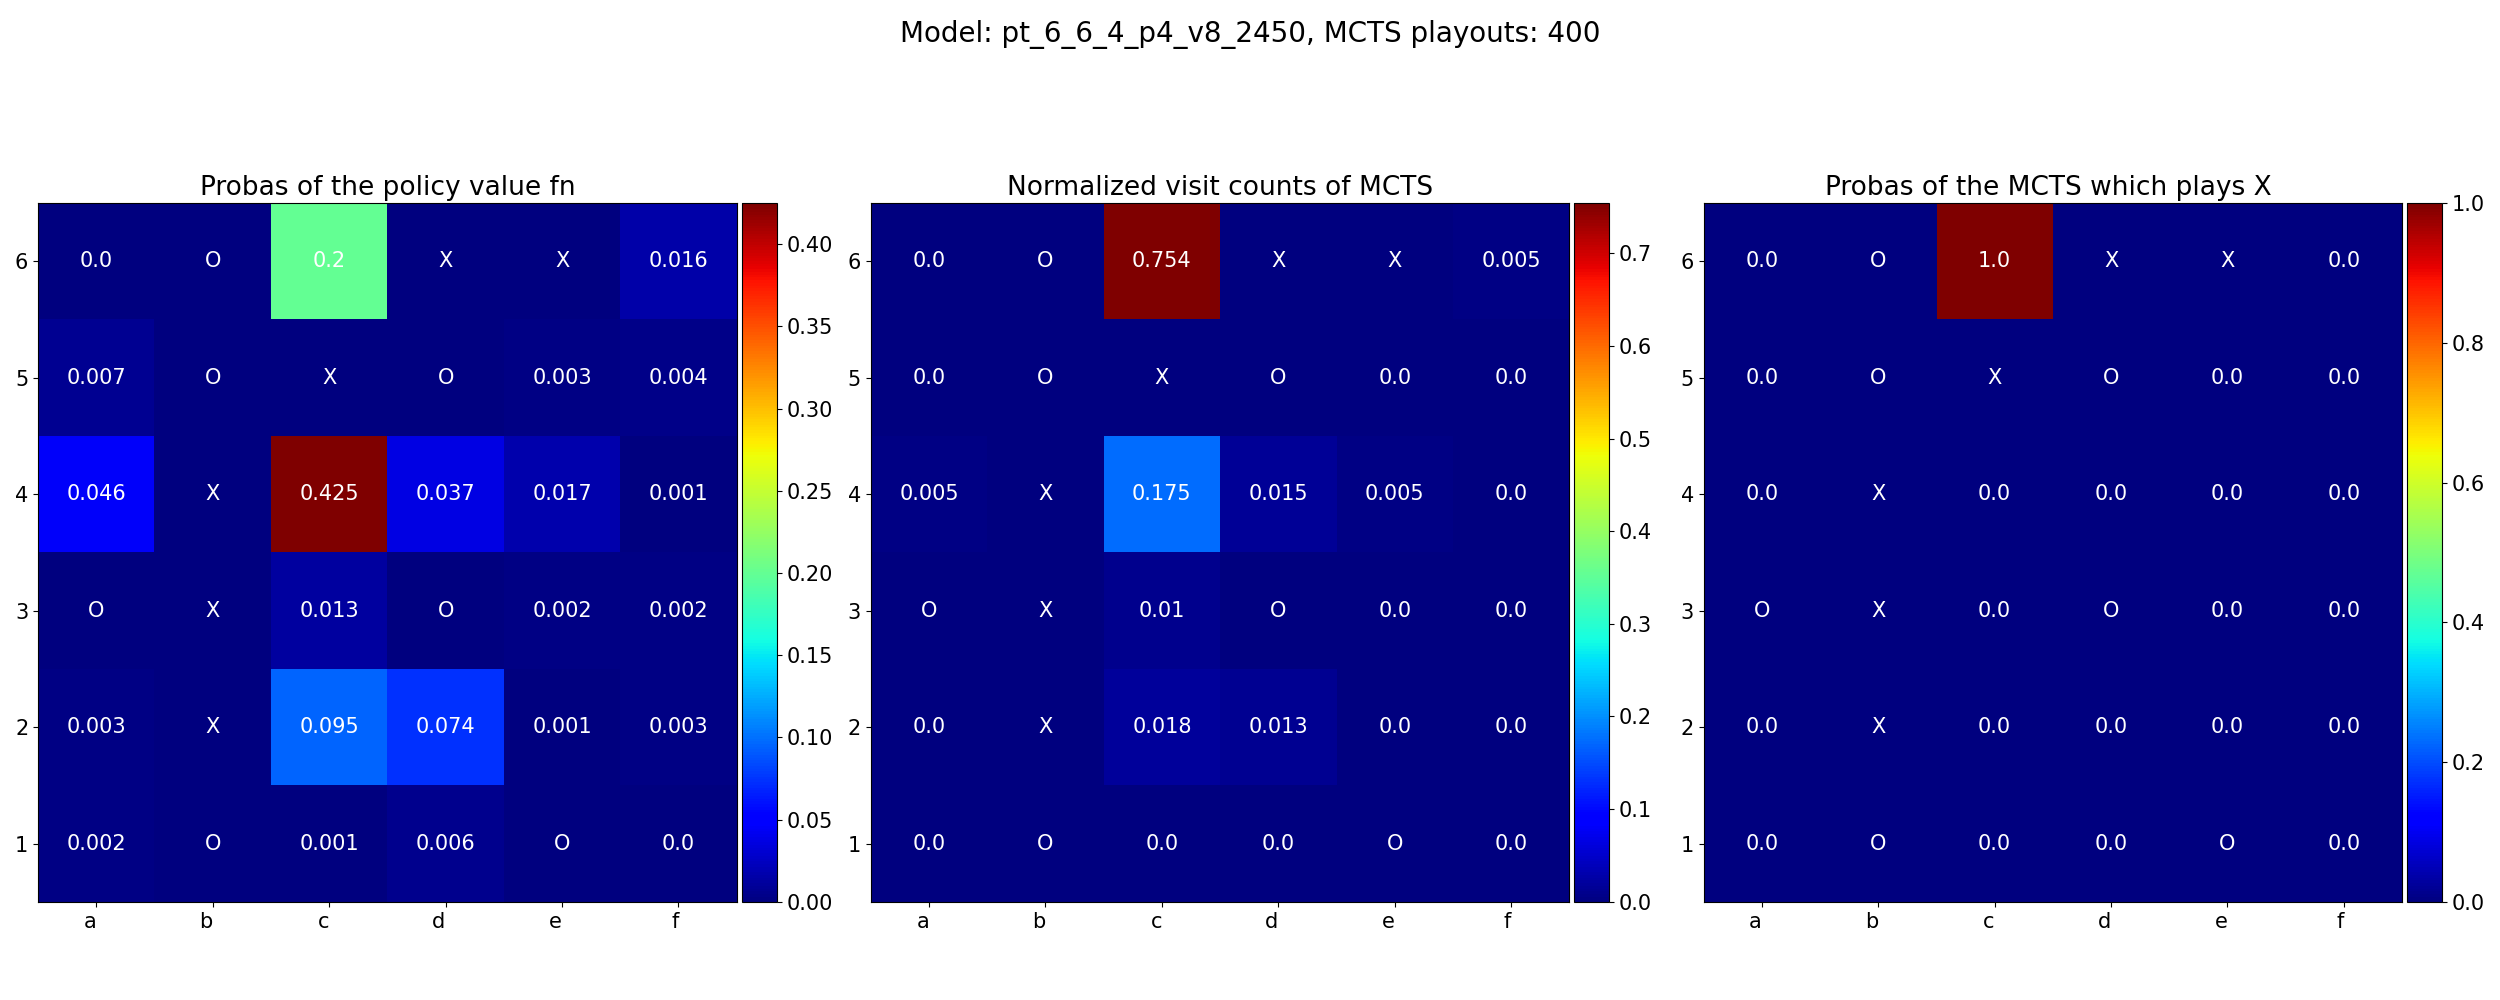 Model: pt_6_6_4_p4_v8_2450, MCTS playouts: 400
Probas of the policy value fn
6 0.0 O 0.2 X X 0.016
5 0.007 O X O 0.003 0.004
4 0.046 X 0.425 0.037 0.017 0.001
3 O X 0.013 O 0.002 0.002
2 0.003 X 0.095 0.074 0.001 0.003
1 0.002 O 0.001 0.006 O 0.0
a b c d e f
0.40
0.35
0.30
0.25
0.20
0.15
0.10
0.05
0.00
Normalized visit counts of MCTS
6 0.0 O 0.754 X X 0.005
5 0.0 O X O 0.0 0.0
4 0.005 X 0.175 0.015 0.005 0.0
3 O X 0.01 O 0.0 0.0
2 0.0 X 0.018 0.013 0.0 0.0
1 0.0 O 0.0 0.0 O 0.0
a b c d e f
0.7
0.6
0.5
0.4
0.3
0.2
0.1
0.0
Probas of the MCTS which plays X
6 0.0 O 1.0 X X 0.0
5 0.0 O X O 0.0 0.0
4 0.0 X 0.0 0.0 0.0 0.0
3 O X 0.0 O 0.0 0.0
2 0.0 X 0.0 0.0 0.0 0.0
1 0.0 O 0.0 0.0 O 0.0
a b c d e f
1.0
0.8
0.6
0.4
0.2
0.0